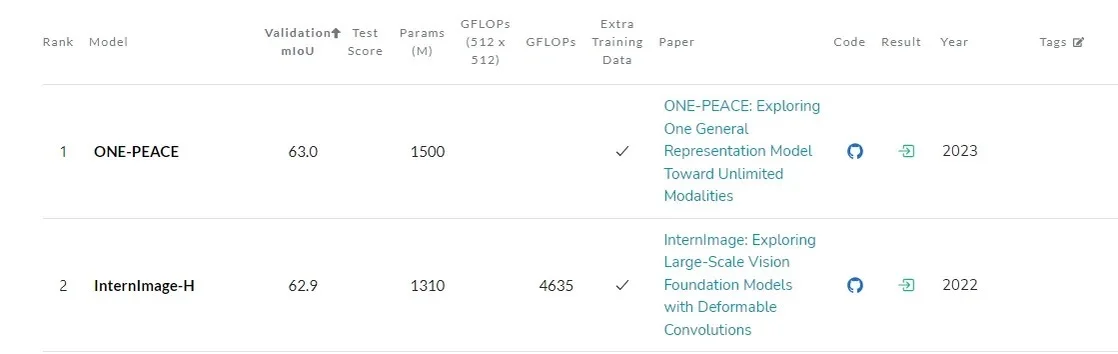 Rank Model Validation mIoU Test Score Params (M) GFLOPs (512 x 512) GFLOPs Extra Training Data Paper Code Result Year Tags
1 ONE-PEACE 63.0 1500 ONE-PEACE: Exploring
One General
Representation Model
Toward Unlimited
Modalities 2023
2 InternImage-H 62.9 1310 4635 InternImage: Exploring
Large-Scale Vision
Foundation Models
with Deformable
Convolutions 2022